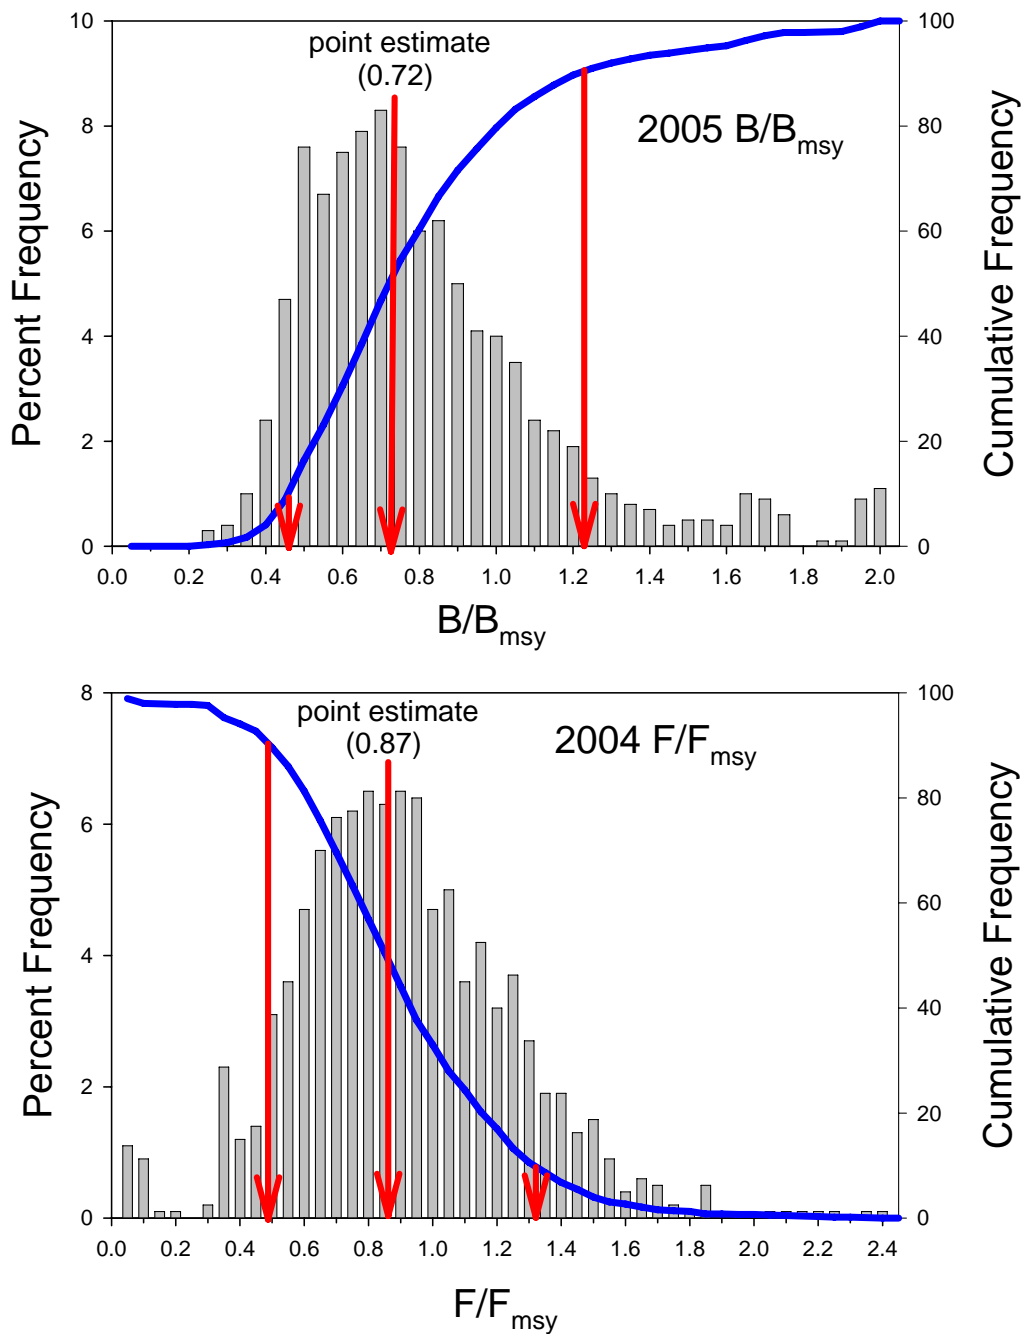 point estimate
(0.72)
2005 B/Bmsy
Percent Frequency
10
8
6
4
2
0
Cumulative Frequency
100
80
60
40
20
0
0.0 0.2 0.4 0.6 0.8 1.0 1.2 1.4 1.6 1.8 2.0
B/Bmsy
point estimate
(0.87)
2004 F/Fmsy
Percent Frequency
8
6
4
2
0
Cumulative Frequency
100
80
60
40
20
0
0.0 0.2 0.4 0.6 0.8 1.0 1.2 1.4 1.6 1.8 2.0 2.2 2.4
F/Fmsy